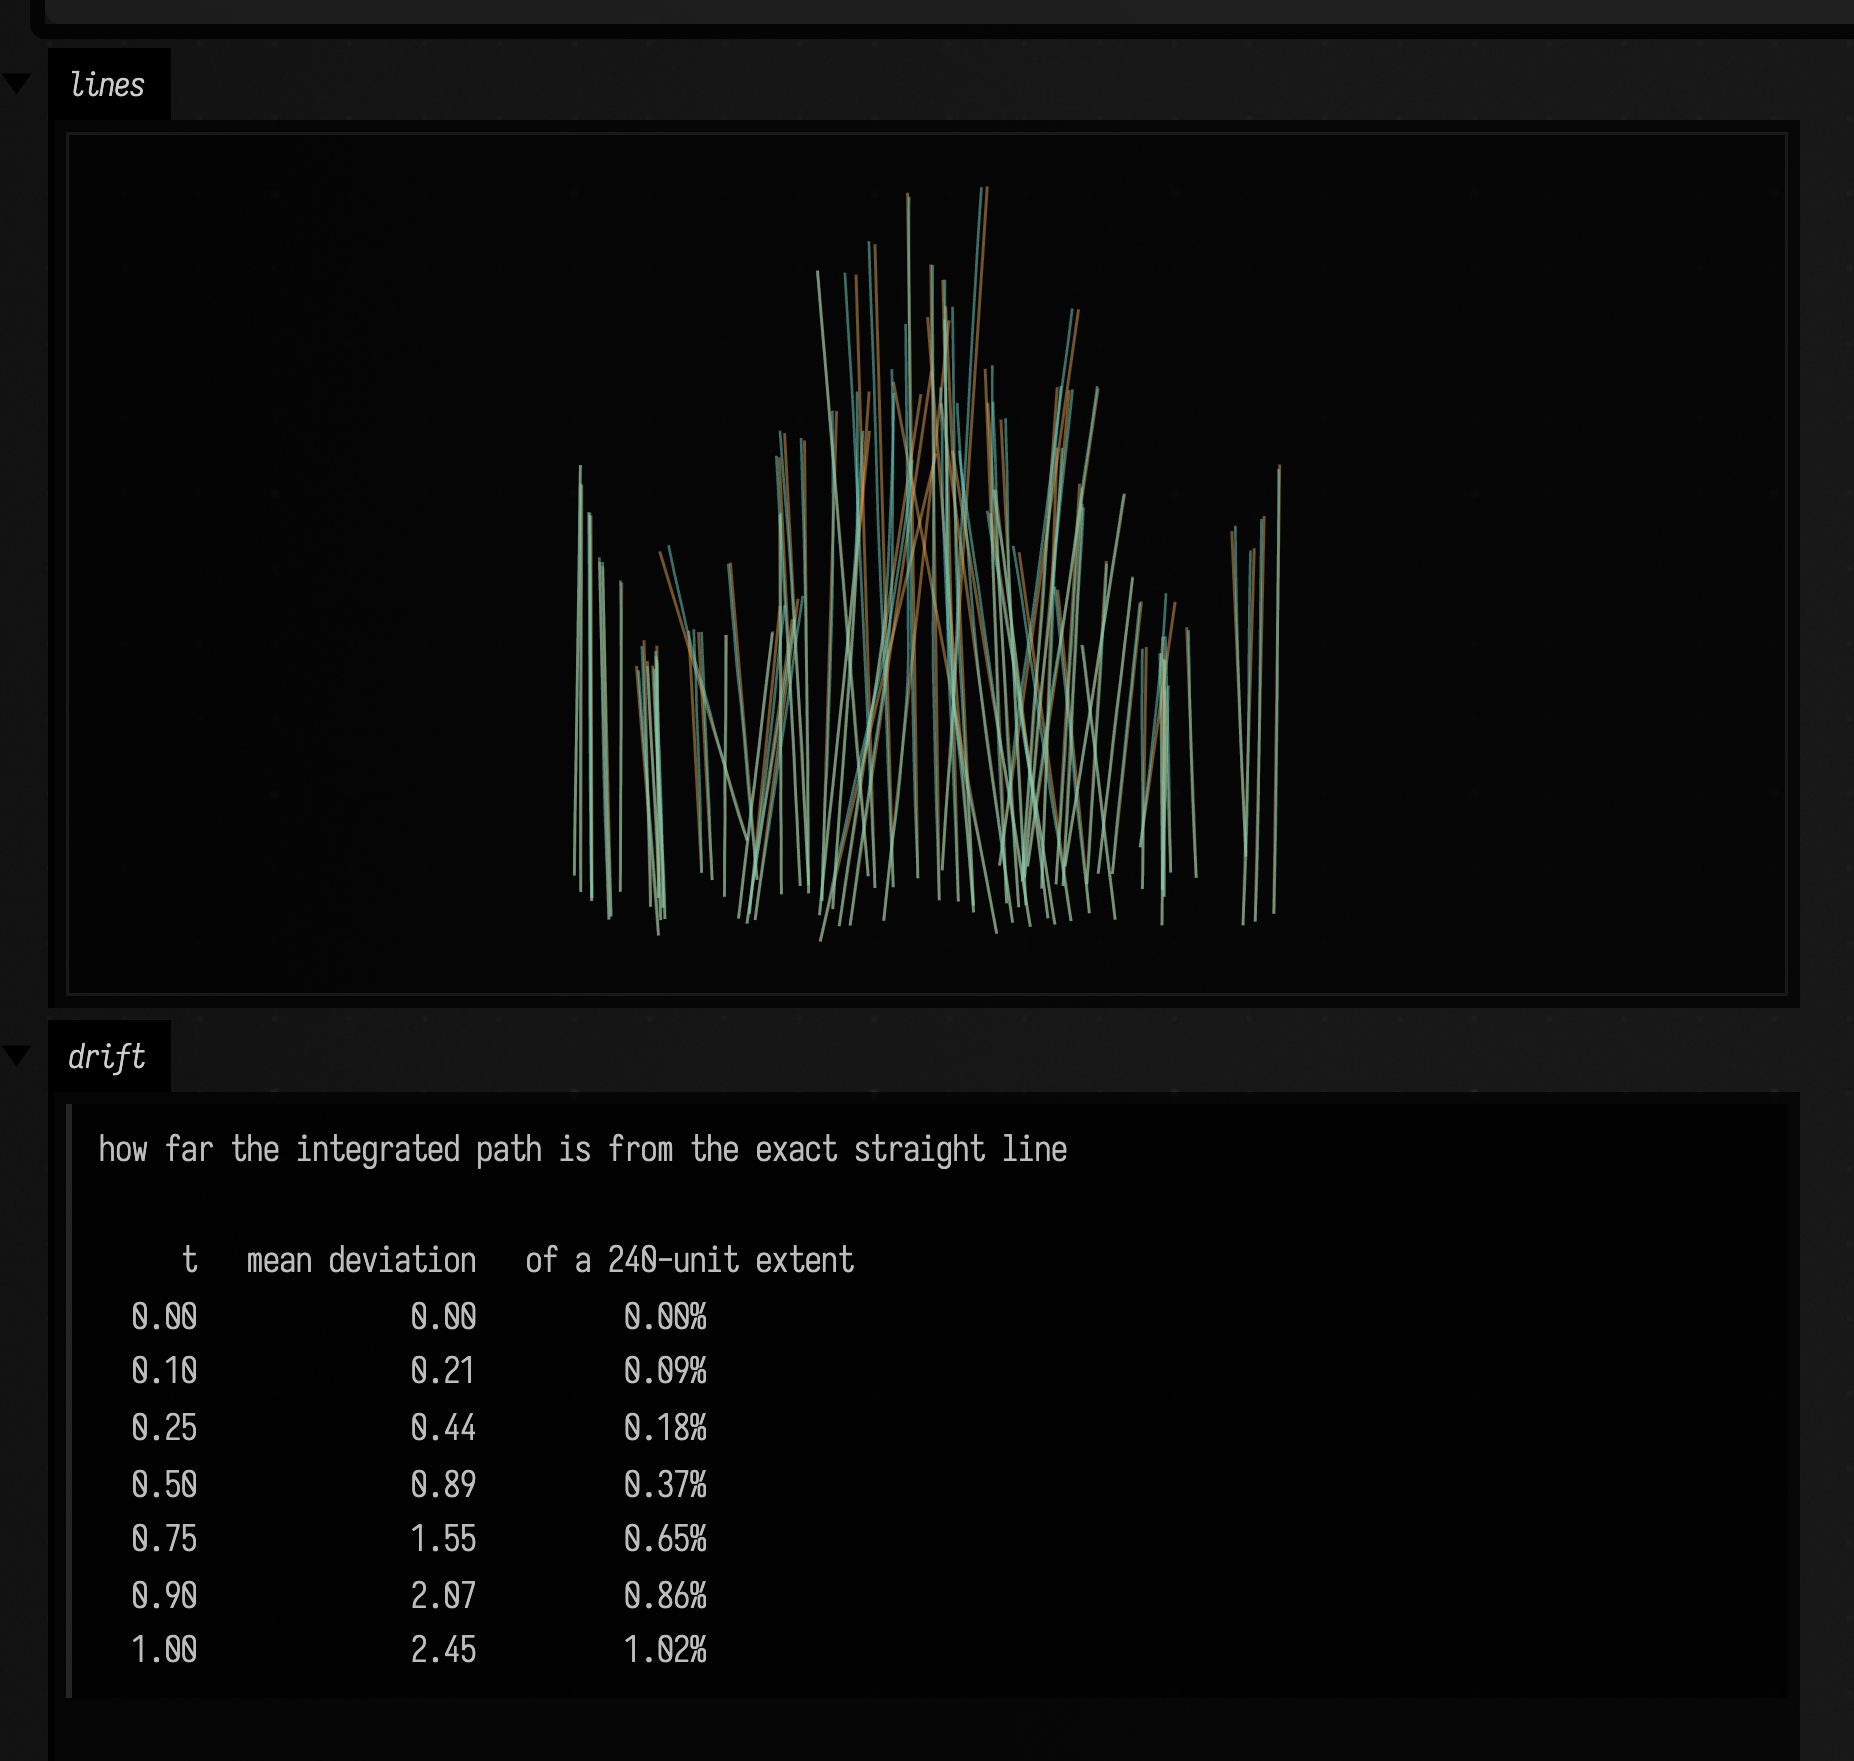 lines
drift
how far the integrated path is from the exact straight line
t mean deviation of a 240-unit extent
0.00 0.00 0.00%
0.10 0.21 0.09%
0.25 0.44 0.18%
0.50 0.89 0.37%
0.75 1.55 0.65%
0.90 2.07 0.86%
1.00 2.45 1.02%